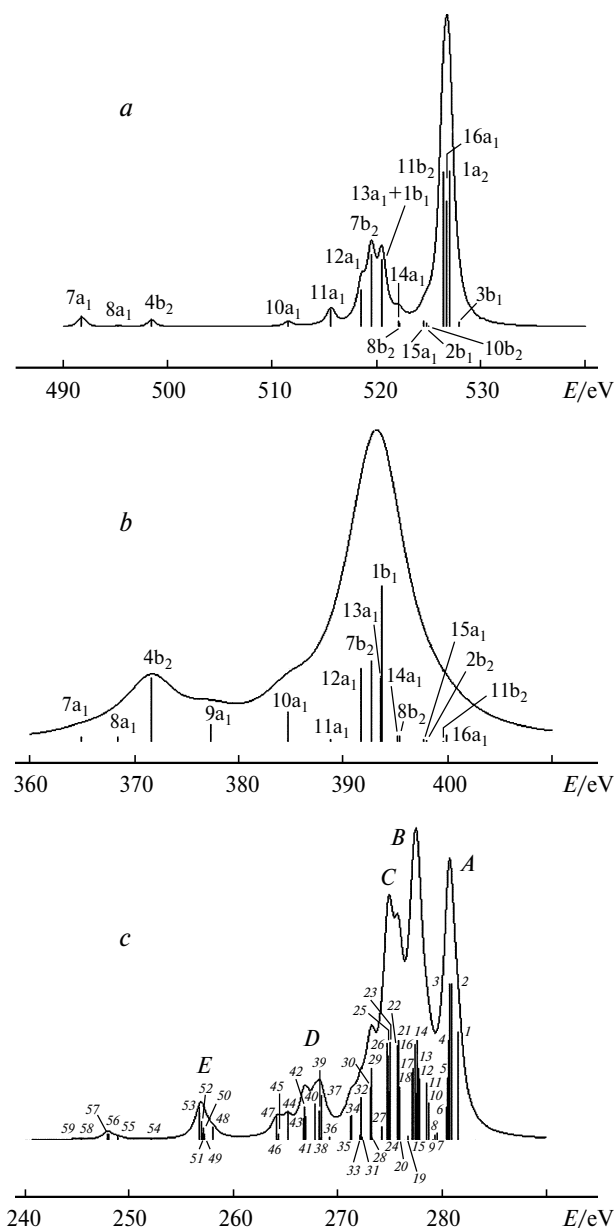 a
16a₁
11b₂ 1a₂
13a₁+1b₁
7b₂
12a₁ 14a₁
7a₁ 8a₁ 4b₂ 10a₁ 11a₁ 3b₁
8b₂ 15a₁ 2b₁ 10b₂
490 500 510 520 530 E/eV
b
1b₁
13a₁ 15a₁
4b₂ 7b₂ 2b₂
12a₁ 14a₁ 11b₂
7a₁ 8a₁ 9a₁ 10a₁ 11a₁ 8b₂ 16a₁
360 370 380 390 400 E/eV
B
C A
c
23 22 3 2
25 21 14 1
D 26 16 4
30 39 29 17 13
E 42 18 12 5
52 45 40 37 32 11
57 53 50 44 34 10 6
56 48 47 43 36 27 8
59 58 55 54 51 49 46 41 38 35 33 31 28 24 20 19 15 9 7
240 250 260 270 280 E/eV